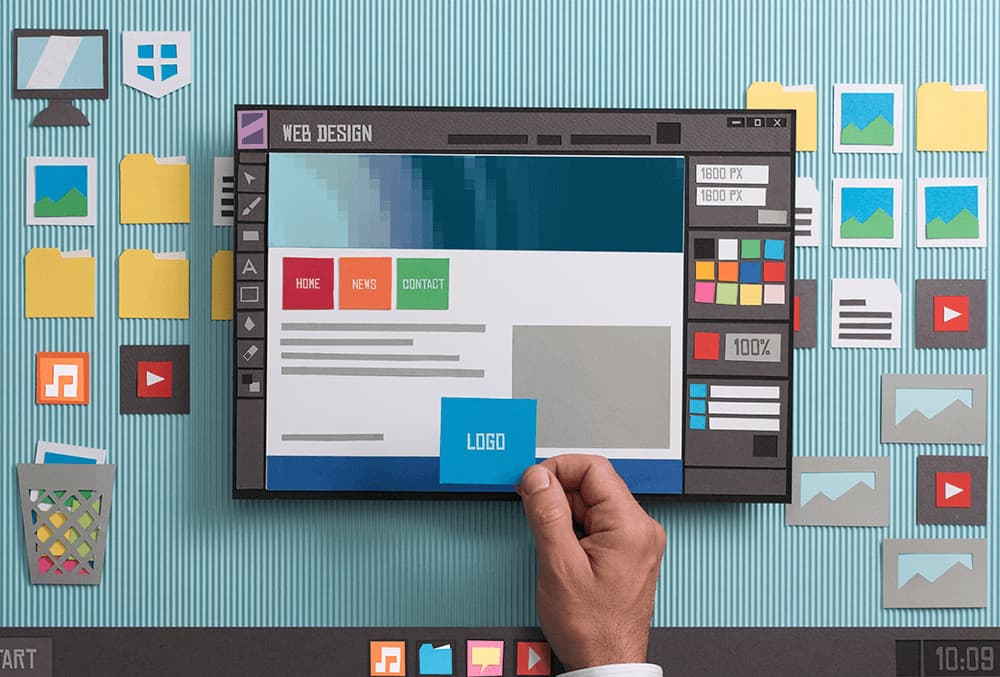 WEB DESIGN
1600 PX
1600 PX
HOME
NEWS
CONTACT
A
100%
LOGO
TART
10:09